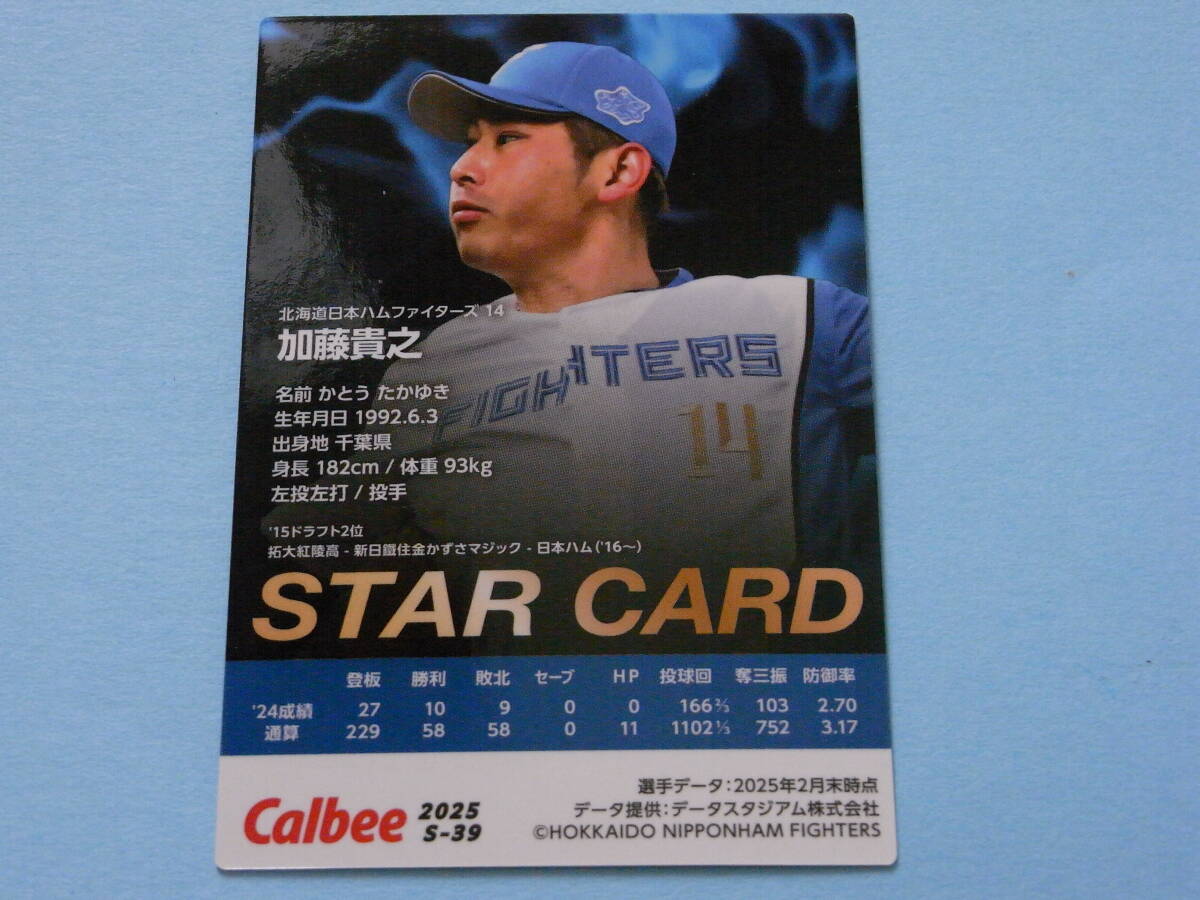 北海道日本ハムファイターズ 14
加藤貴之
FIGHTERS
14
名前 かとう たかゆき
生年月日 1992.6.3
出身地 千葉県
身長 182cm / 体重 93kg
左投左打 / 投手
'15ドラフト2位
拓大紅陵高 - 新日鐵住金かずさマジック - 日本ハム('16〜)
STAR CARD
登板 勝利 敗北 セーブ HP 投球回 奪三振 防御率
'24成績 27 10 9 0 0 166⅔ 103 2.70
通算 229 58 58 0 11 1102⅓ 752 3.17
選手データ:2025年2月末時点
データ提供:データスタジアム株式会社
©HOKKAIDO NIPPONHAM FIGHTERS
Calbee 2025
S-39